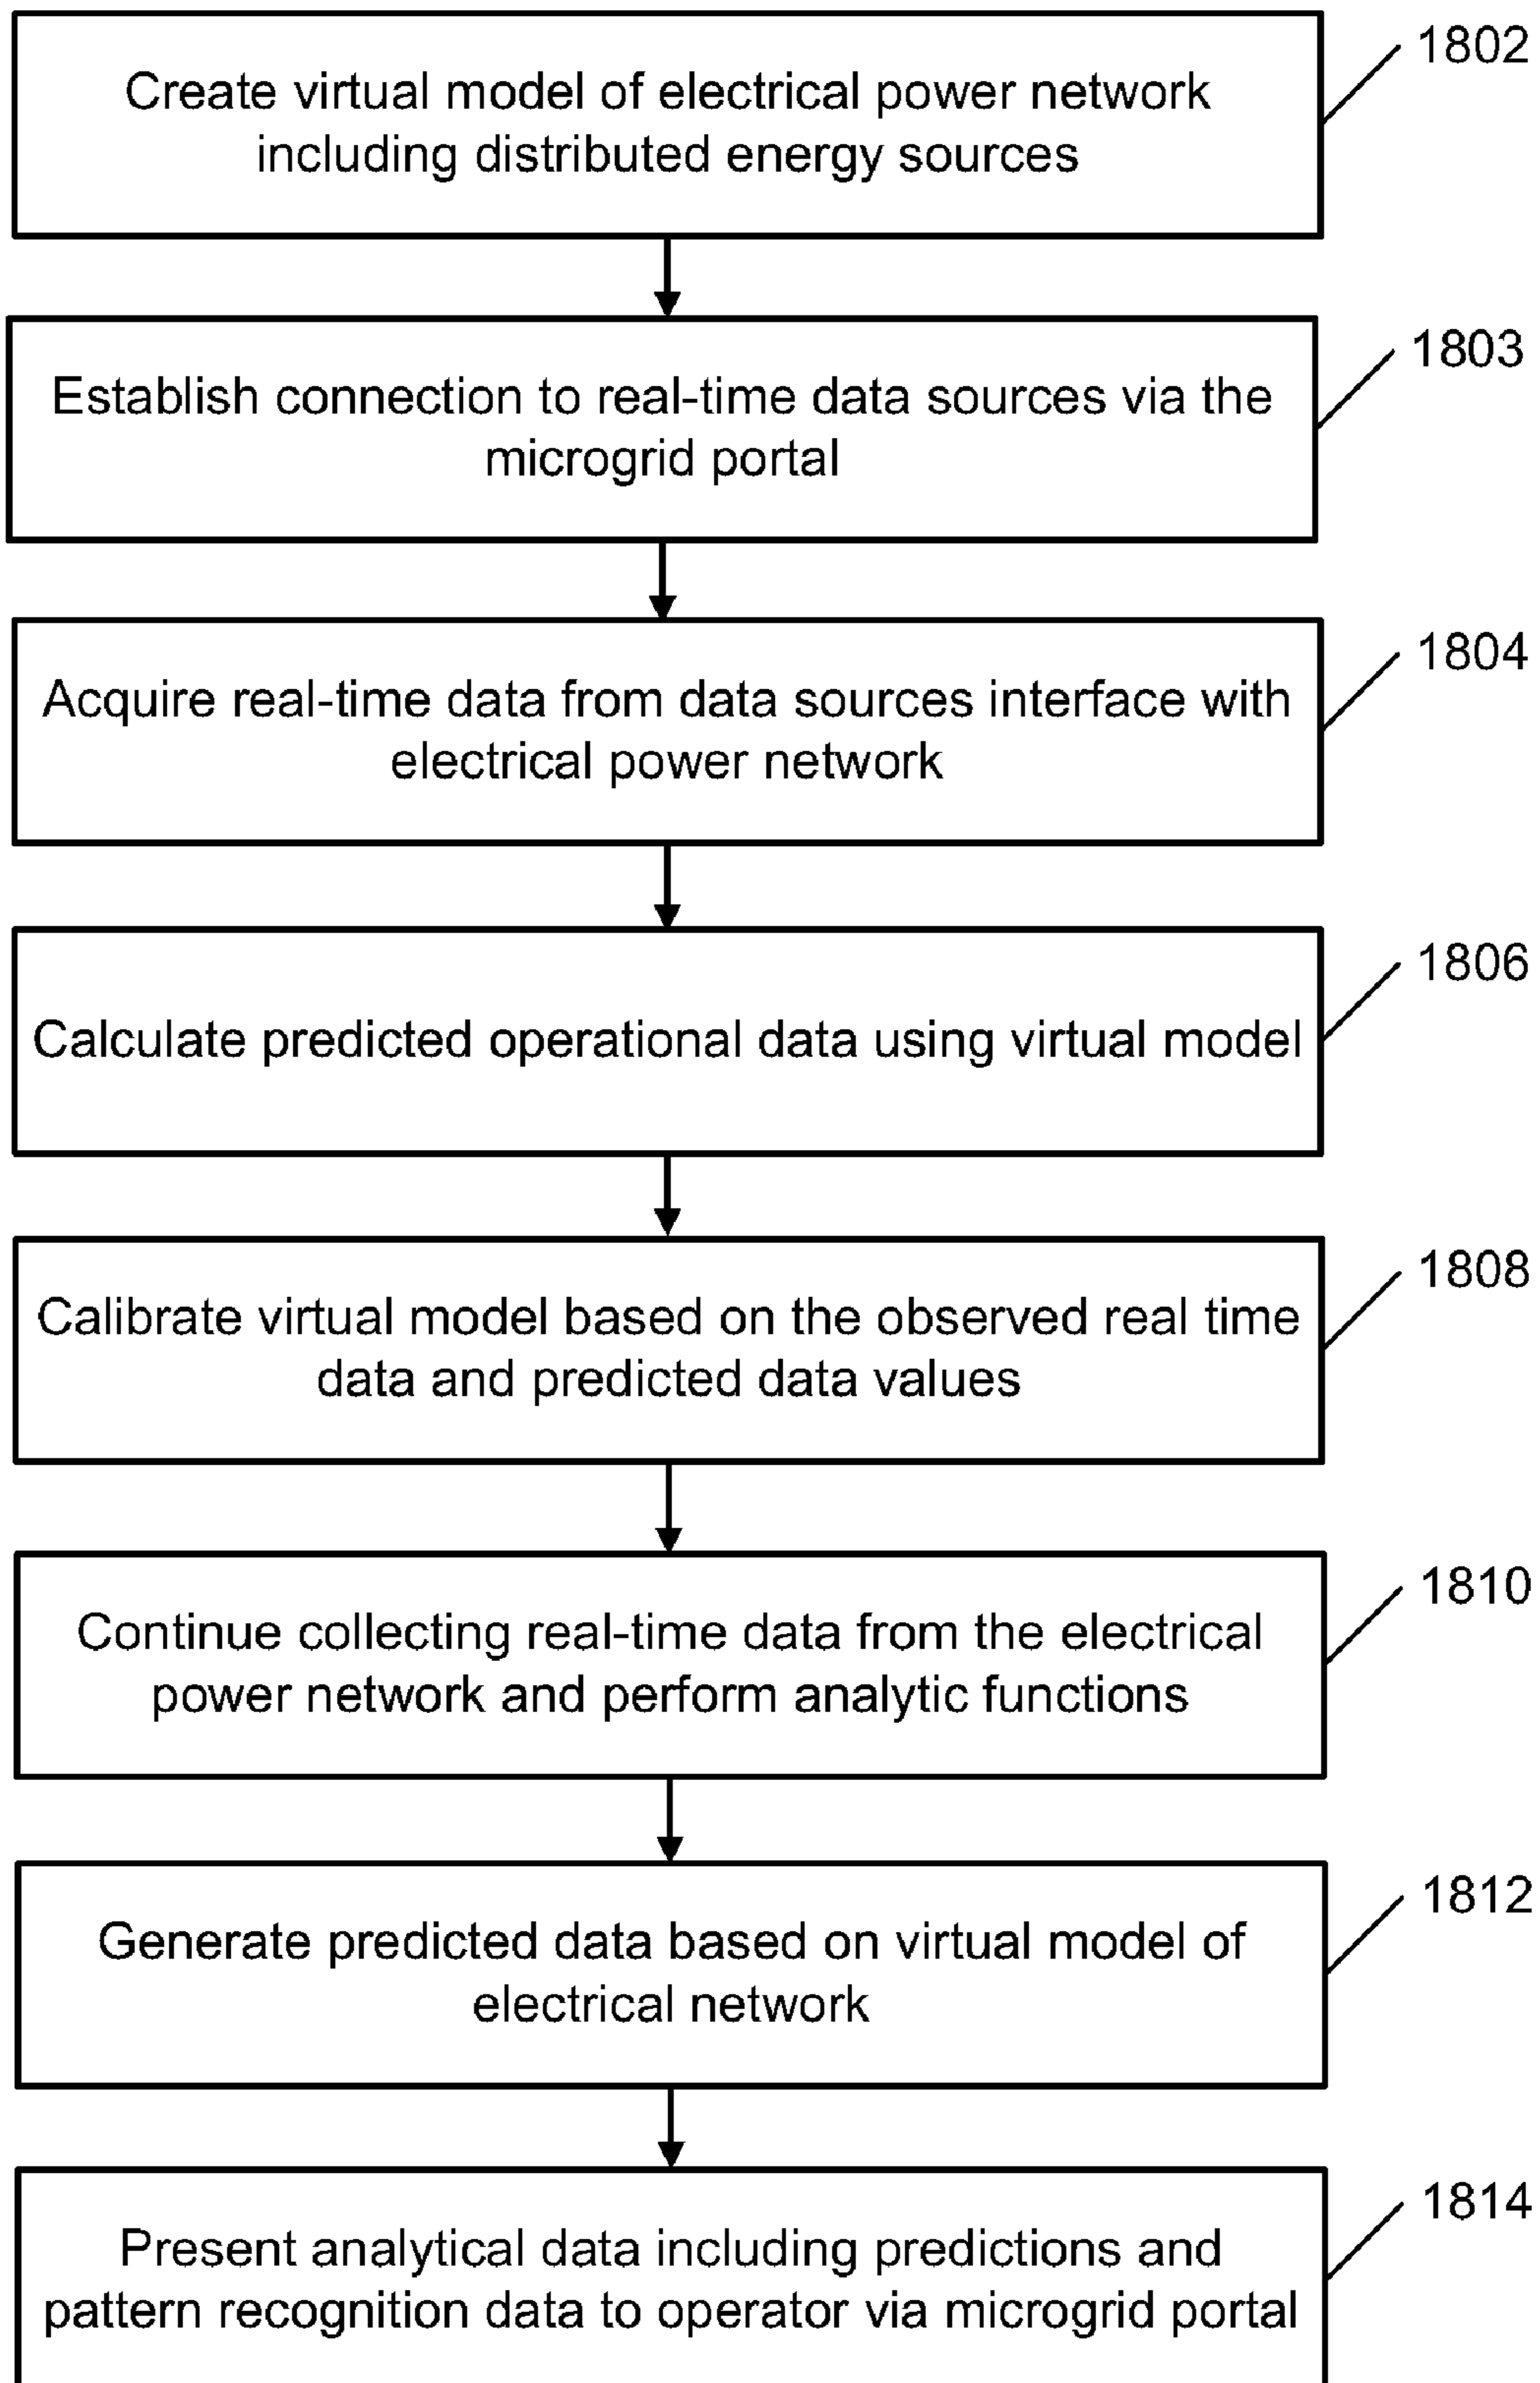 Create virtual model of electrical power network
including distributed energy sources
1802
Establish connection to real-time data sources via the
microgrid portal
1803
Acquire real-time data from data sources interface with
electrical power network
1804
Calculate predicted operational data using virtual model
1806
Calibrate virtual model based on the observed real time
data and predicted data values
1808
Continue collecting real-time data from the electrical
power network and perform analytic functions
1810
Generate predicted data based on virtual model of
electrical network
1812
Present analytical data including predictions and
pattern recognition data to operator via microgrid portal
1814